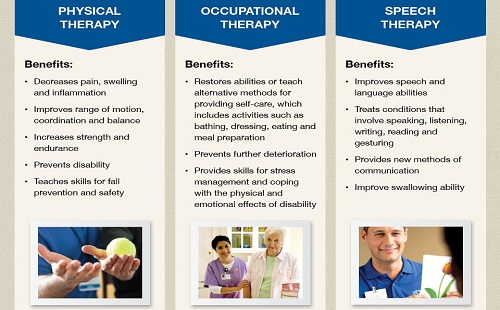 PHYSICAL
THERAPY
Benefits:
• Decreases pain, swelling
and inflammation
• Improves range of motion,
coordination and balance
• Increases strength and
endurance
• Prevents disability
• Teaches skills for fall
prevention and safety
OCCUPATIONAL
THERAPY
Benefits:
• Restores abilities or teach
alternative methods for
providing self-care, which
includes activities such as
bathing, dressing, eating and
meal preparation
• Prevents further deterioration
• Provides skills for stress
management and coping
with the physical and
emotional effects of disability
SPEECH
THERAPY
Benefits:
• Improves speech and
language abilities
• Treats conditions that
involve speaking, listening,
writing, reading and
gesturing
• Provides new methods of
communication
• Improve swallowing ability